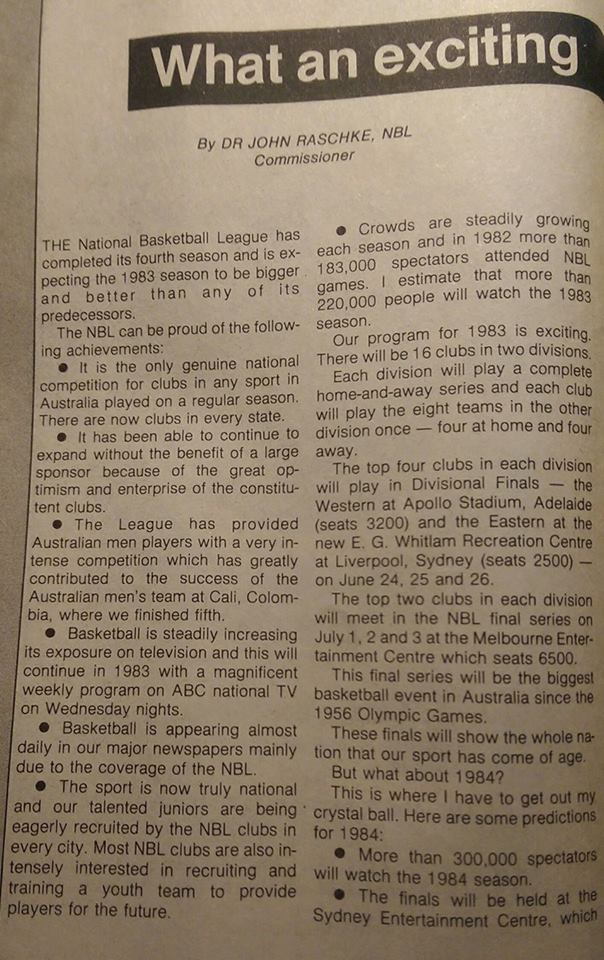 What an exciting
By DR JOHN RASCHKE, NBL
Commissioner
THE National Basketball League has
completed its fourth season and is ex-
pecting the 1983 season to be bigger
and better than any of its
predecessors.
The NBL can be proud of the follow-
ing achievements:
● It is the only genuine national
competition for clubs in any sport in
Australia played on a regular season.
There are now clubs in every state.
● It has been able to continue to
expand without the benefit of a large
sponsor because of the great op-
timism and enterprise of the constitu-
tent clubs.
● The League has provided
Australian men players with a very in-
tense competition which has greatly
contributed to the success of the
Australian men's team at Cali, Colom-
bia, where we finished fifth.
● Basketball is steadily increasing
its exposure on television and this will
continue in 1983 with a magnificent
weekly program on ABC national TV
on Wednesday nights.
● Basketball is appearing almost
daily in our major newspapers mainly
due to the coverage of the NBL.
● The sport is now truly national
and our talented juniors are being
eagerly recruited by the NBL clubs in
every city. Most NBL clubs are also in-
tensely interested in recruiting and
training a youth team to provide
players for the future.
● Crowds are steadily growing
each season and in 1982 more than
183,000 spectators attended NBL
games. I estimate that more than
220,000 people will watch the 1983
season.
Our program for 1983 is exciting.
There will be 16 clubs in two divisions.
Each division will play a complete
home-and-away series and each club
will play the eight teams in the other
division once — four at home and four
away.
The top four clubs in each division
will play in Divisional Finals — the
Western at Apollo Stadium, Adelaide
(seats 3200) and the Eastern at the
new E. G. Whitlam Recreation Centre
at Liverpool, Sydney (seats 2500) —
on June 24, 25 and 26.
The top two clubs in each division
will meet in the NBL final series on
July 1, 2 and 3 at the Melbourne Enter-
tainment Centre which seats 6500.
This final series will be the biggest
basketball event in Australia since the
1956 Olympic Games.
These finals will show the whole na-
tion that our sport has come of age.
But what about 1984?
This is where I have to get out my
crystal ball. Here are some predictions
for 1984:
● More than 300,000 spectators
will watch the 1984 season.
● The finals will be held at the
Sydney Entertainment Centre, which